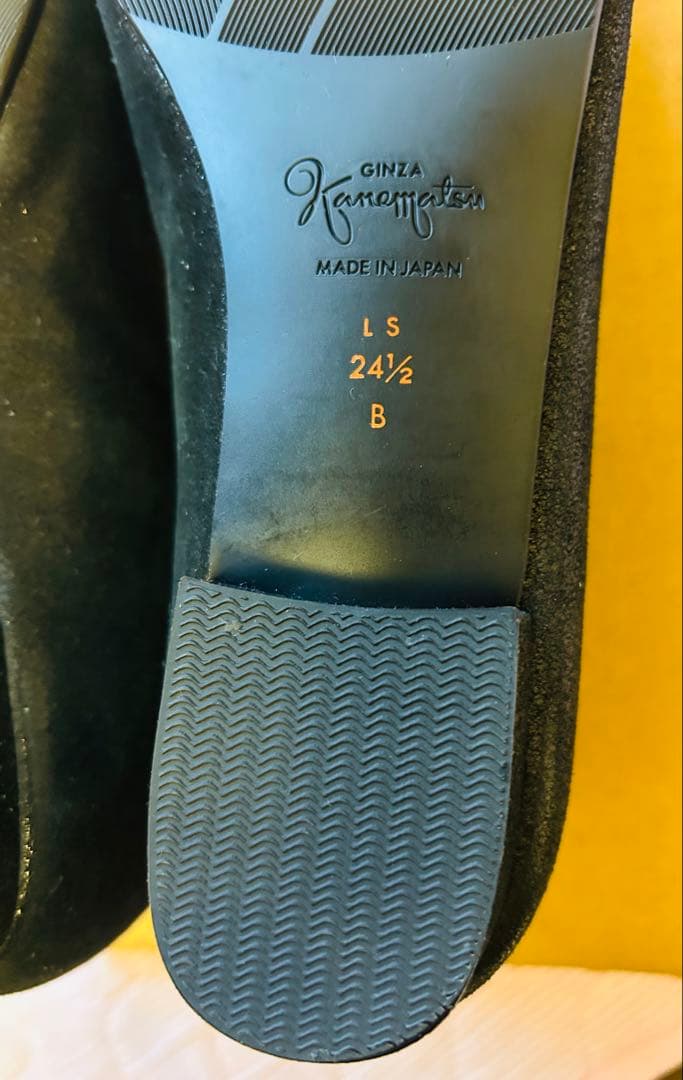 GINZA
Kanematsu
MADE IN JAPAN
L S
24½
B